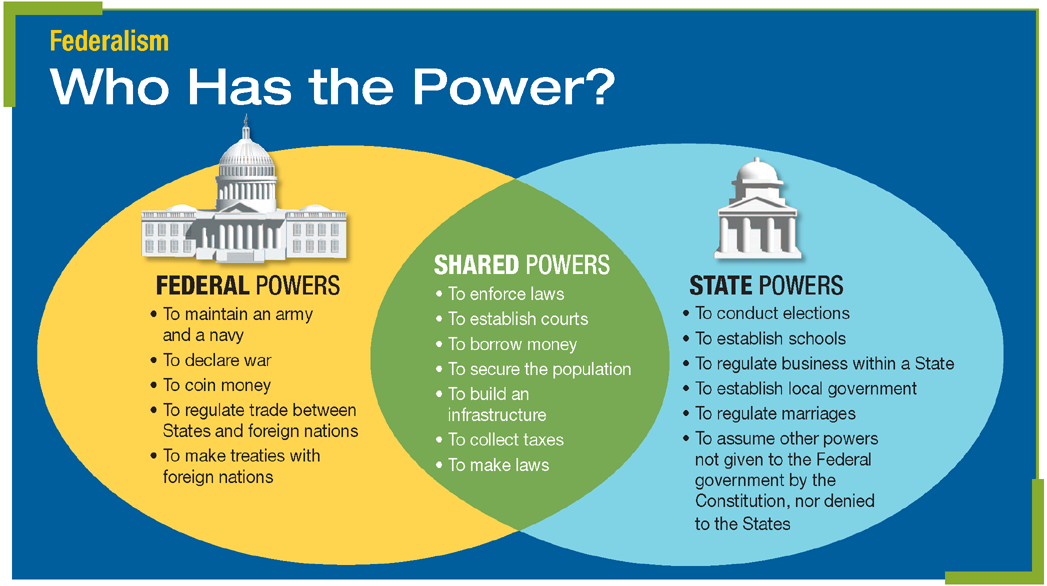 Federalism
Who Has the Power?
FEDERAL POWERS
• To maintain an army
and a navy
• To declare war
• To coin money
• To regulate trade between
States and foreign nations
• To make treaties with
foreign nations
SHARED POWERS
• To enforce laws
• To establish courts
• To borrow money
• To secure the population
• To build an
infrastructure
• To collect taxes
• To make laws
STATE POWERS
• To conduct elections
• To establish schools
• To regulate business within a State
• To establish local government
• To regulate marriages
• To assume other powers
not given to the Federal
government by the
Constitution, nor denied
to the States